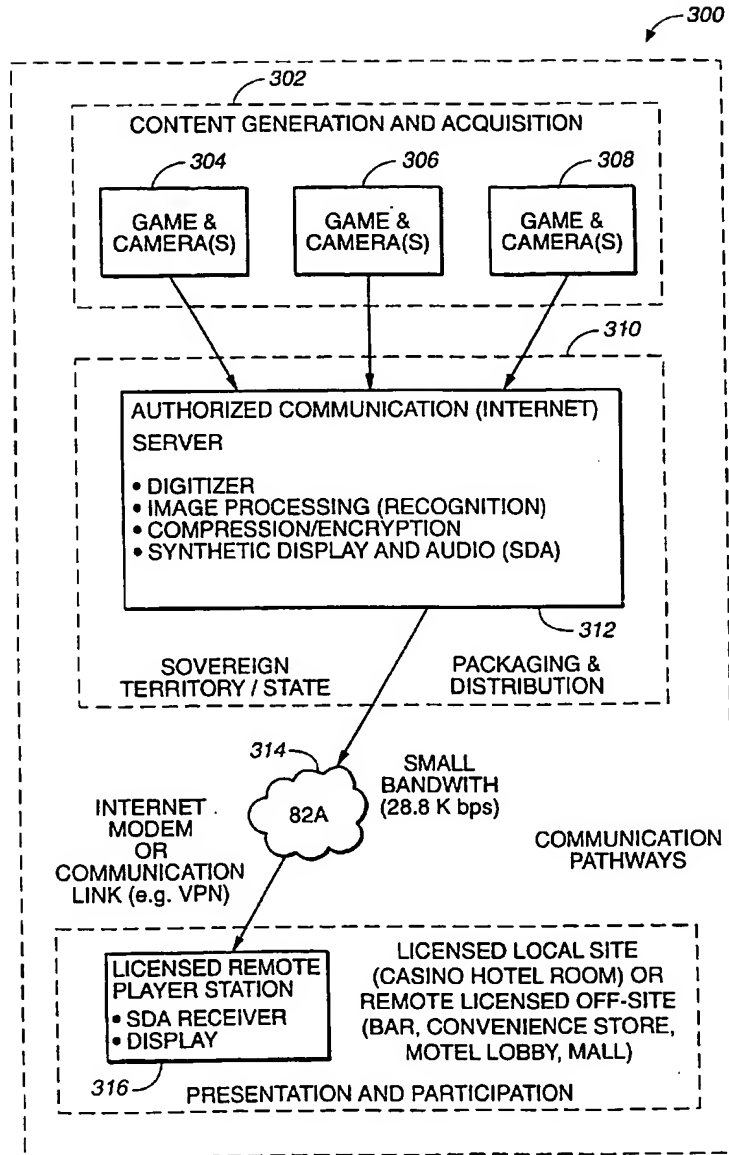 300
302
CONTENT GENERATION AND ACQUISITION
304
306
308
GAME &
CAMERA(S)
GAME &
CAMERA(S)
GAME &
CAMERA(S)
310
AUTHORIZED COMMUNICATION (INTERNET)
SERVER
• DIGITIZER
• IMAGE PROCESSING (RECOGNITION)
• COMPRESSION/ENCRYPTION
• SYNTHETIC DISPLAY AND AUDIO (SDA)
312
SOVEREIGN
TERRITORY / STATE
PACKAGING &
DISTRIBUTION
314
82A
SMALL
BANDWITH
(28.8 K bps)
INTERNET
MODEM
OR
COMMUNICATION
LINK (e.g. VPN)
COMMUNICATION
PATHWAYS
LICENSED REMOTE
PLAYER STATION
• SDA RECEIVER
• DISPLAY
316
LICENSED LOCAL SITE
(CASINO HOTEL ROOM) OR
REMOTE LICENSED OFF-SITE
(BAR, CONVENIENCE STORE,
MOTEL LOBBY, MALL)
PRESENTATION AND PARTICIPATION